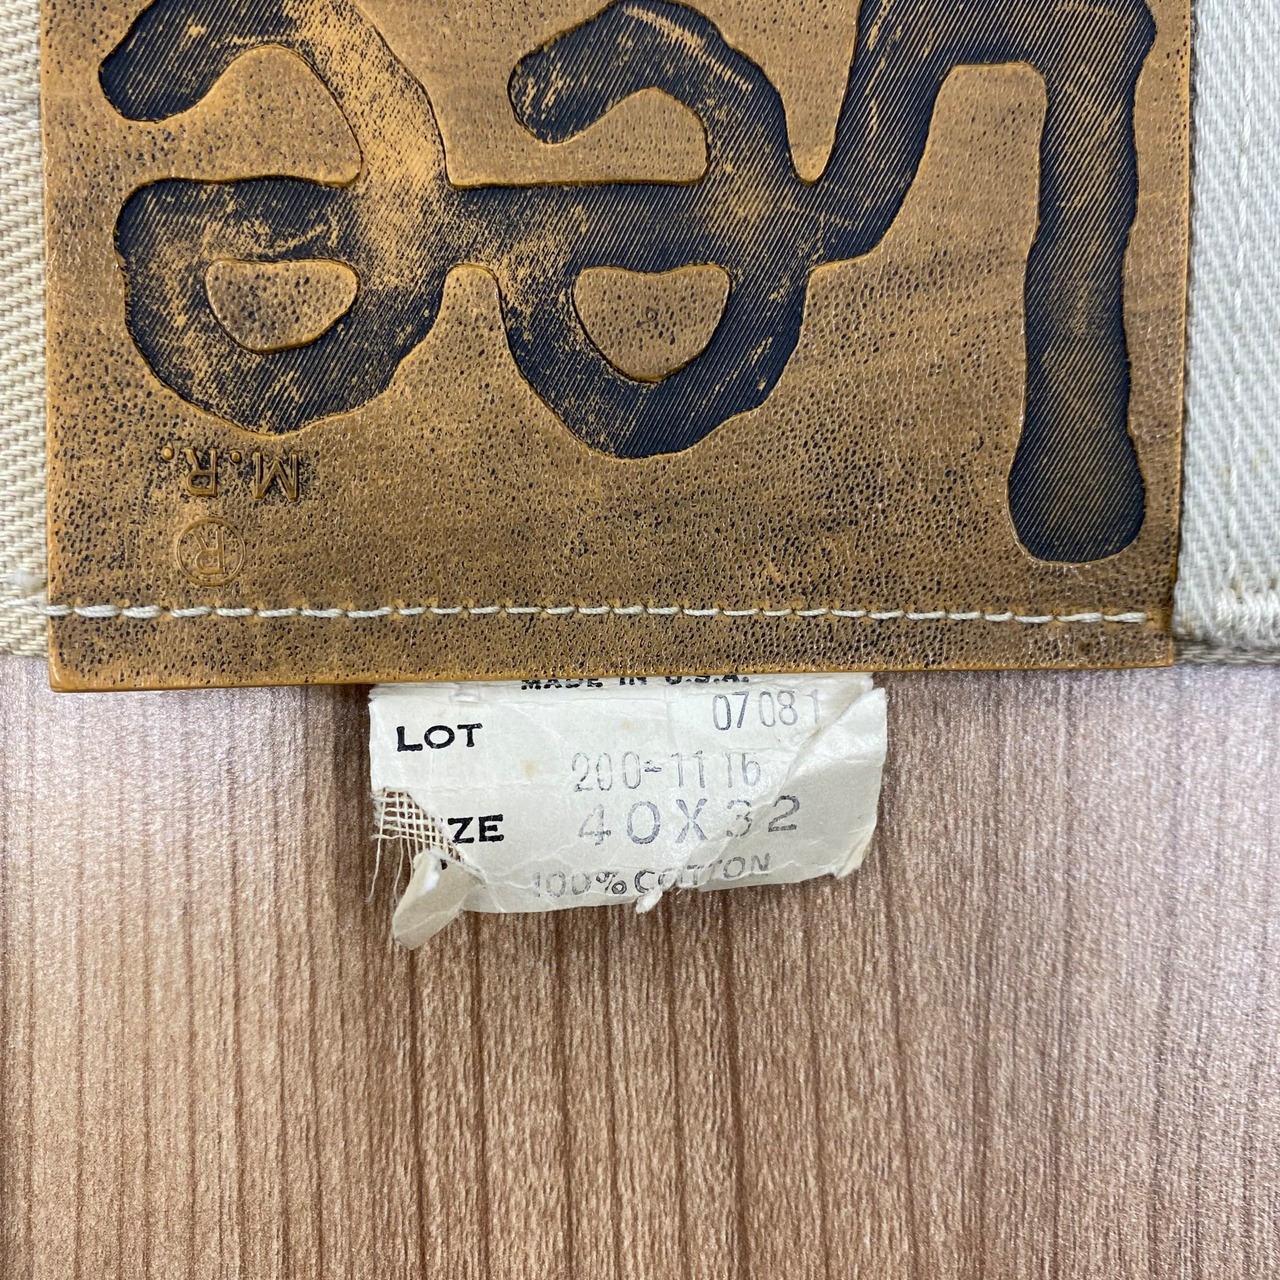 Lee
M.R.
®
MADE IN U.S.A.
LOT 07081
200-1116
ZE 40X32
100% COTTON